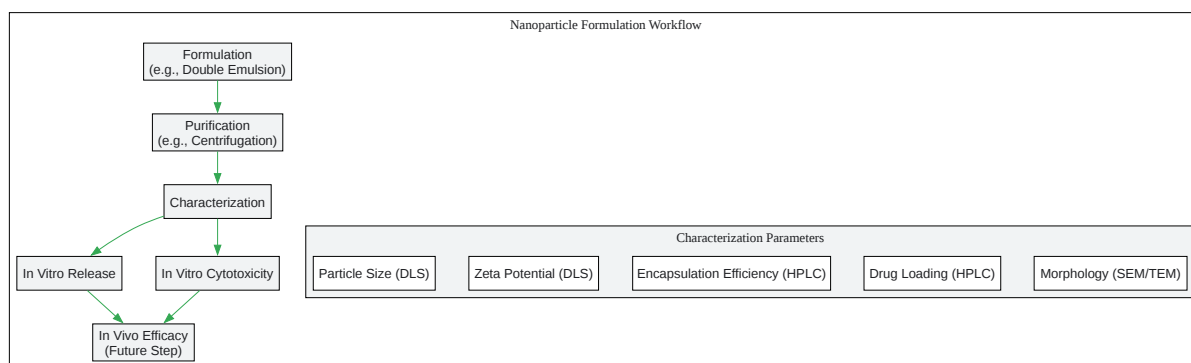 Nanoparticle Formulation Workflow
Formulation
(e.g., Double Emulsion)
Purification
(e.g., Centrifugation)
Characterization
In Vitro Release
In Vitro Cytotoxicity
In Vivo Efficacy
(Future Step)
Characterization Parameters
Particle Size (DLS)
Zeta Potential (DLS)
Encapsulation Efficiency (HPLC)
Drug Loading (HPLC)
Morphology (SEM/TEM)